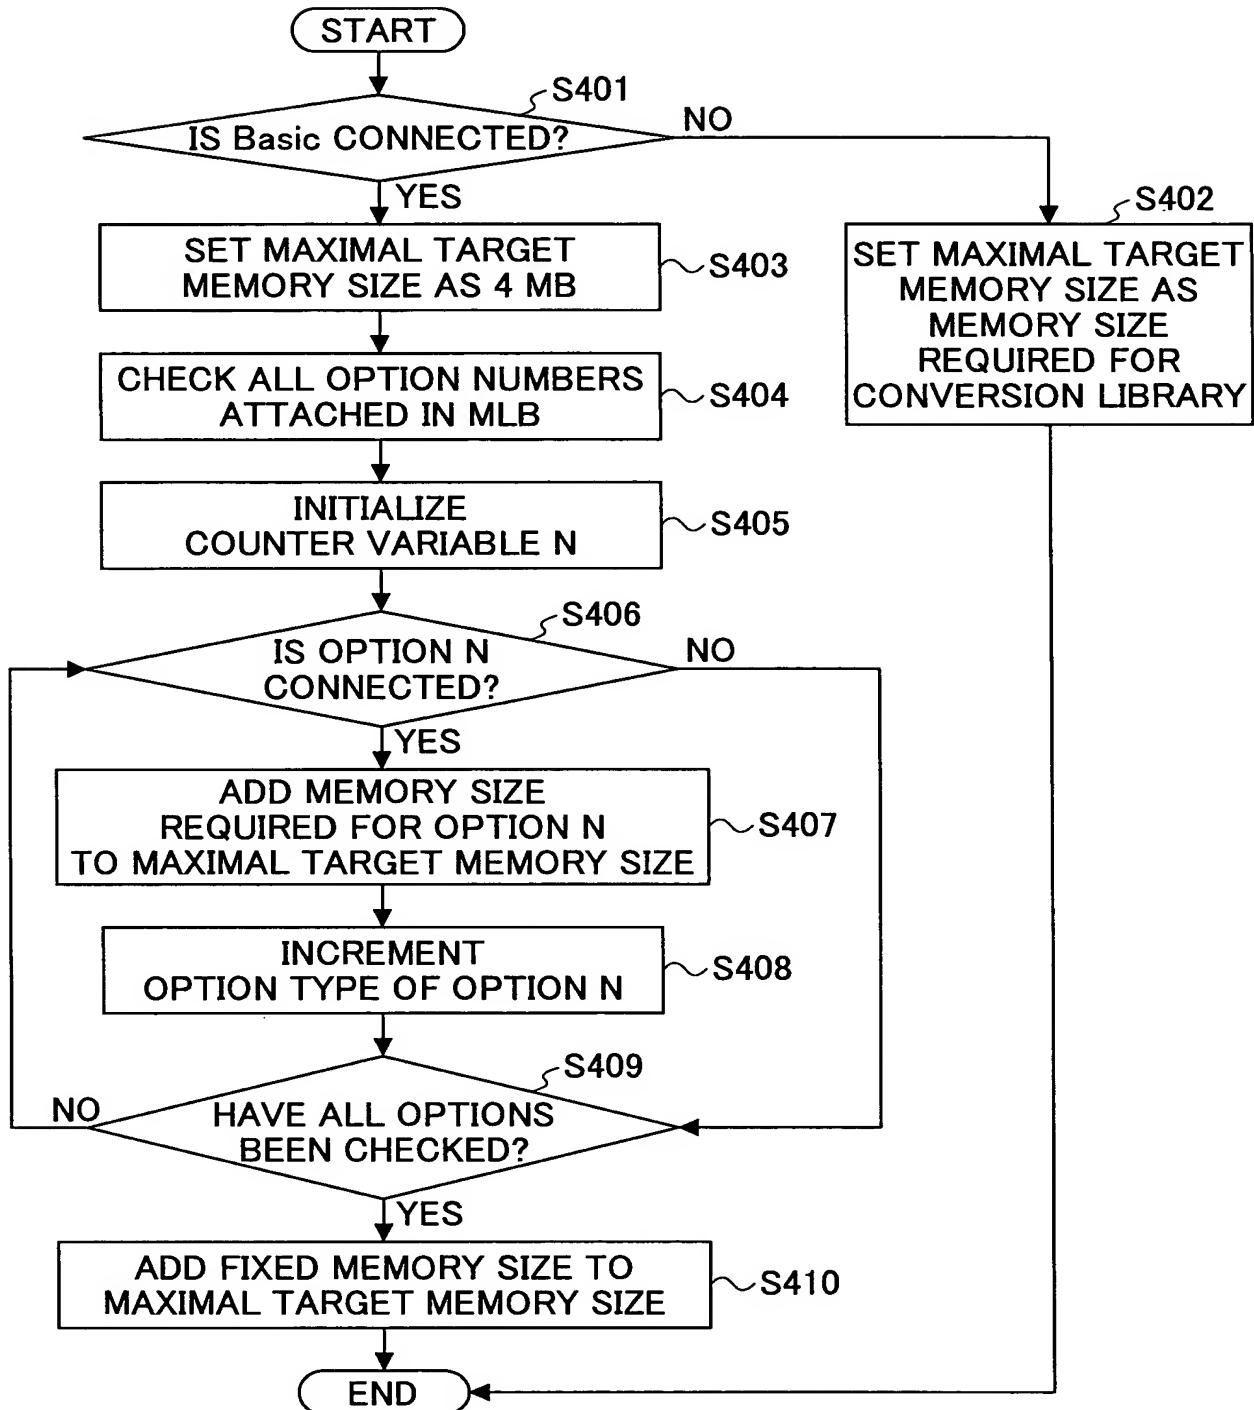 START
S401
IS Basic CONNECTED?
NO
YES
S402
SET MAXIMAL TARGET
MEMORY SIZE AS
MEMORY SIZE
REQUIRED FOR
CONVERSION LIBRARY
SET MAXIMAL TARGET
MEMORY SIZE AS 4 MB
S403
CHECK ALL OPTION NUMBERS
ATTACHED IN MLB
S404
INITIALIZE
COUNTER VARIABLE N
S405
S406
IS OPTION N
CONNECTED?
NO
YES
ADD MEMORY SIZE
REQUIRED FOR OPTION N
TO MAXIMAL TARGET MEMORY SIZE
S407
INCREMENT
OPTION TYPE OF OPTION N
S408
S409
NO
HAVE ALL OPTIONS
BEEN CHECKED?
YES
ADD FIXED MEMORY SIZE TO
MAXIMAL TARGET MEMORY SIZE
S410
END